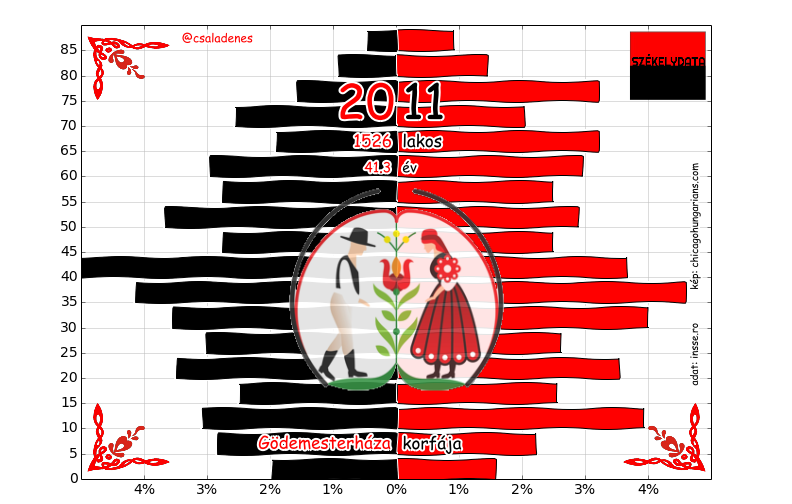 @csaladenes
SZÉKELYDATA
2011
1526 lakos
41.3 év
kép: chicagohungarians.com
adat: insse.ro
Gödemesterháza korfája
85
80
75
70
65
60
55
50
45
40
35
30
25
20
15
10
5
0
4% 3% 2% 1% 0% 1% 2% 3% 4%